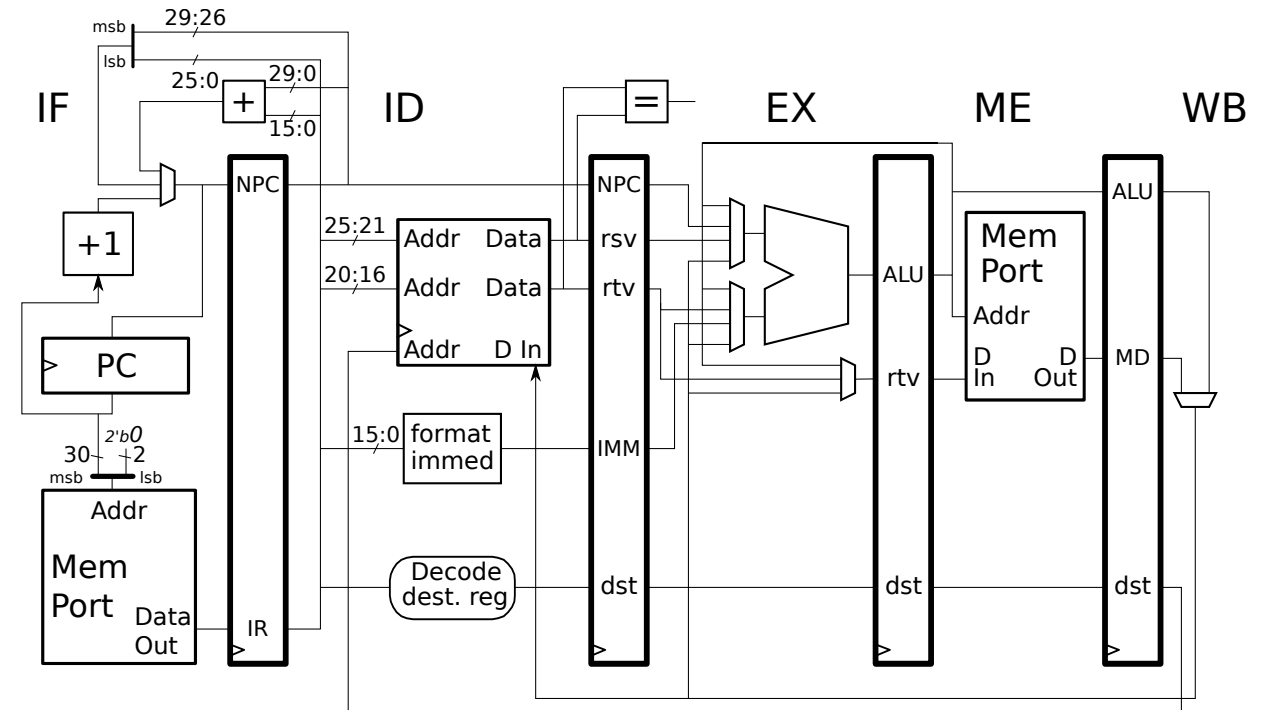 29:26
msb
lsb
25:0
29:0
+
15:0
=
IF
ID
EX
ME
WB
NPC
NPC
ALU
+1
25:21
Addr
Data
rsv
20:16
Addr
Data
rtv
ALU
Mem
Port
Addr
PC
Addr
D In
rtv
D
In
D
Out
MD
2'b0
30
2
msb
lsb
15:0
format
immed
IMM
Addr
Mem
Port
Data
Out
IR
Decode
dest. reg
dst
dst
dst